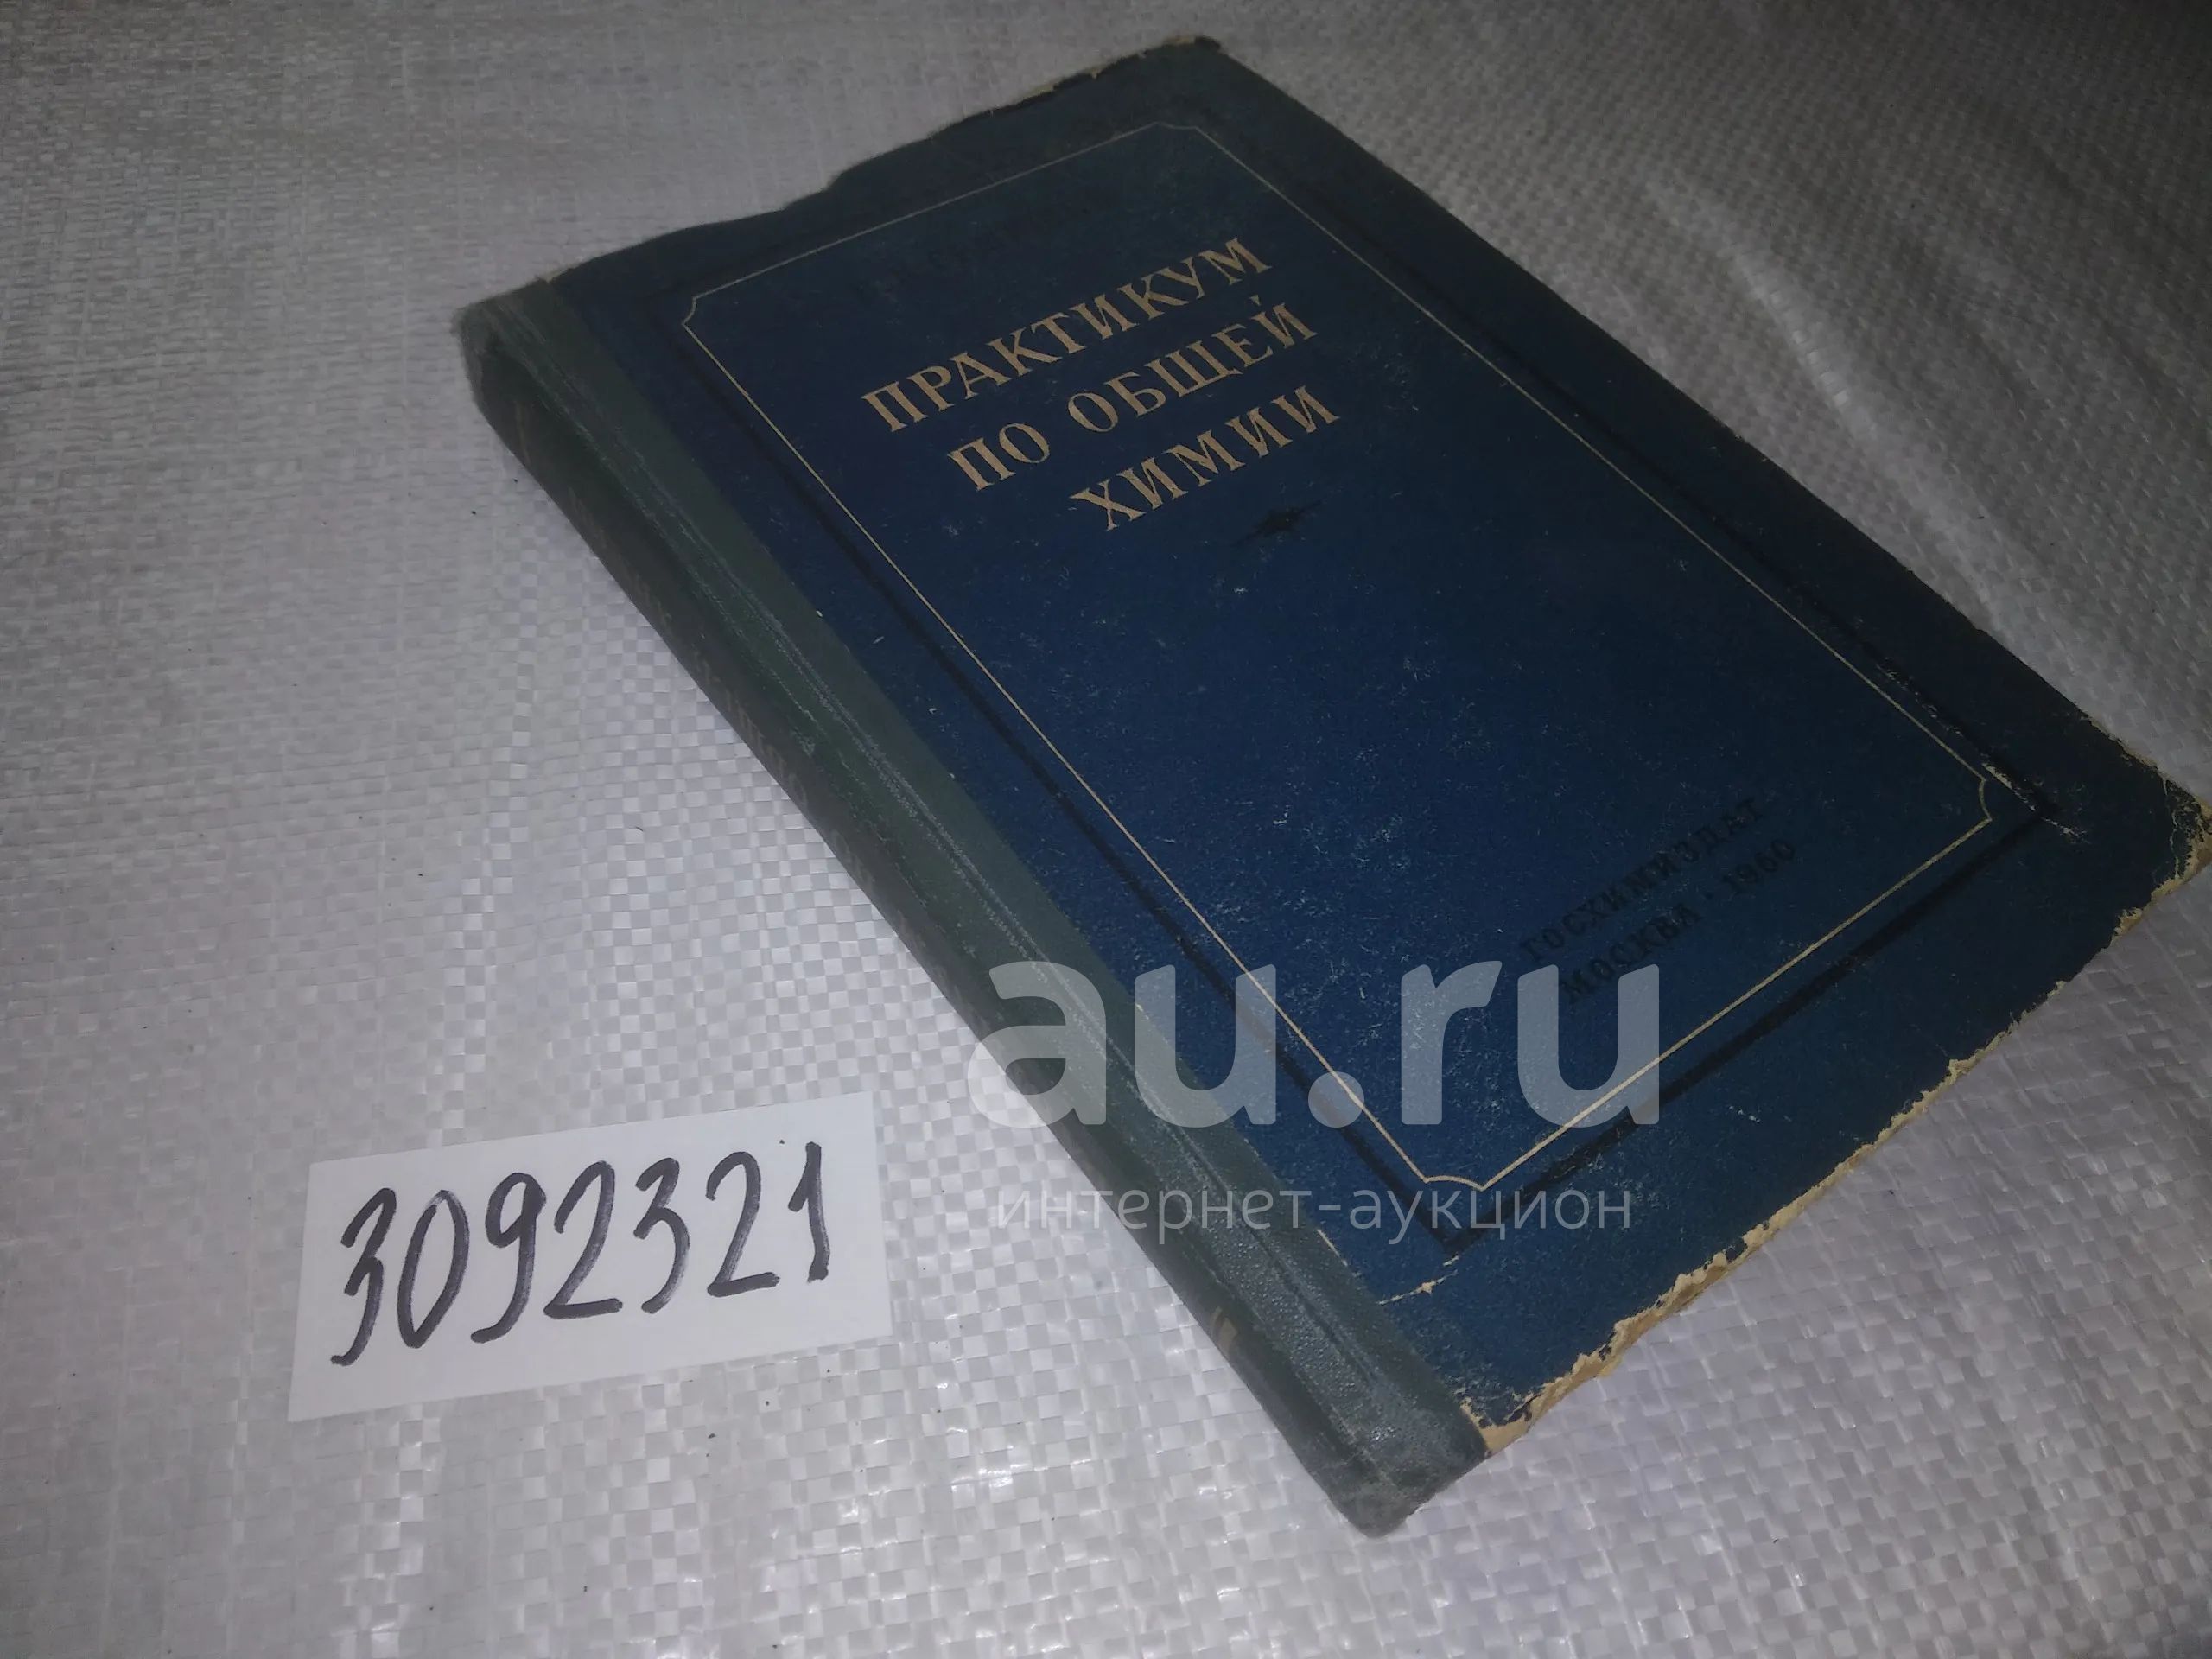 ПРАКТИКУМ
ПО ОБЩЕЙ
ХИМИИ
ГОСХИМИЗДАТ
МОСКВА · 1960
au.ru
интернет-аукцион
3092321